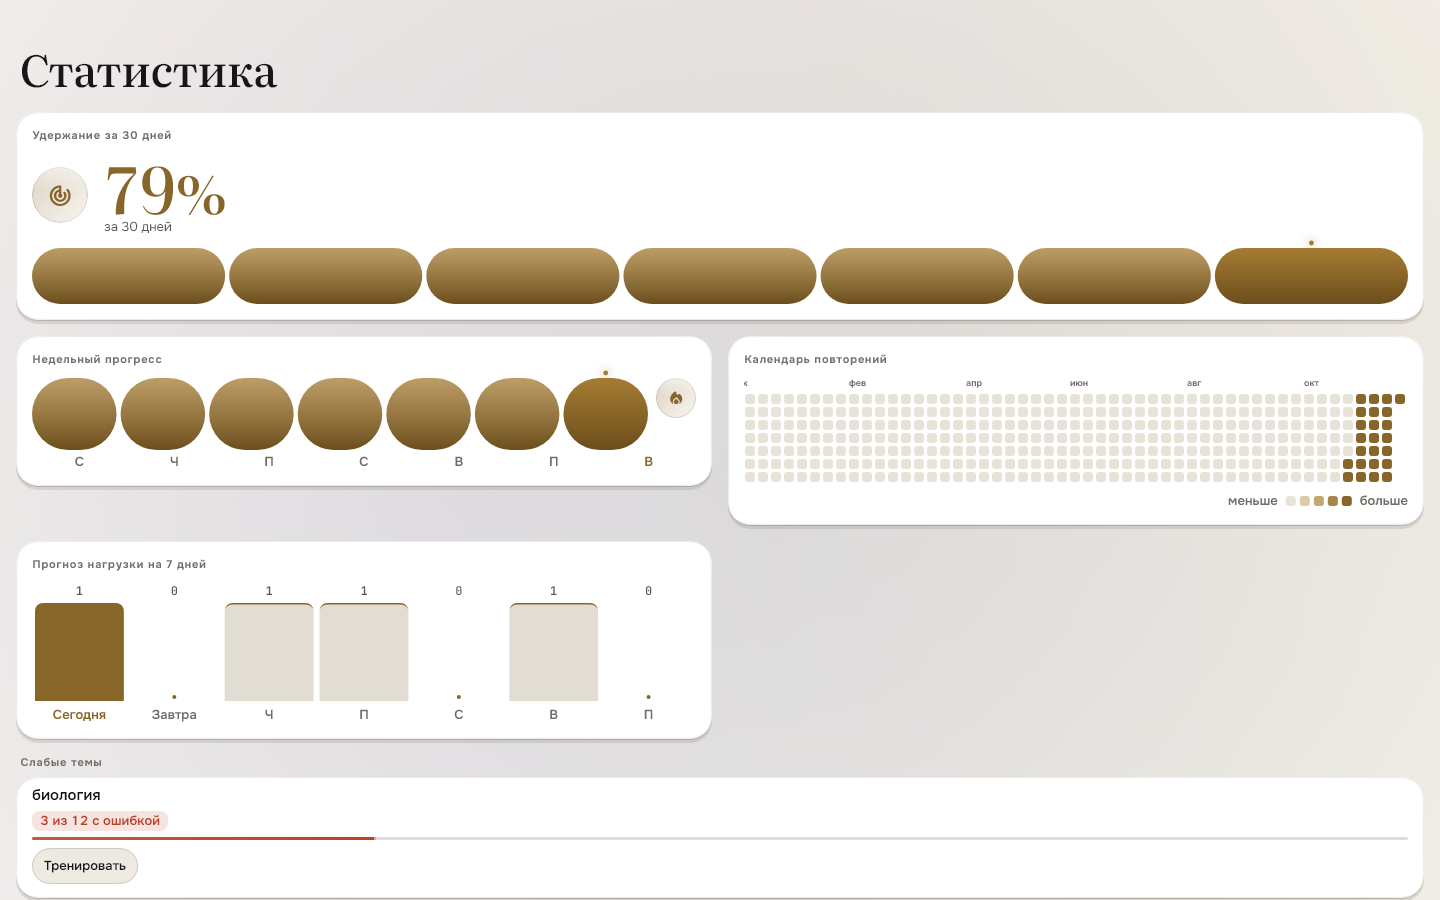 Статистика
Удержание за 30 дней
79%
за 30 дней
Недельный прогресс
С Ч П С В П В
Календарь повторений
к фев апр июн авг окт
меньше больше
Прогноз нагрузки на 7 дней
1 0 1 1 0 1 0
Сегодня Завтра Ч П С В П
Слабые темы
биология
3 из 12 с ошибкой
Тренировать